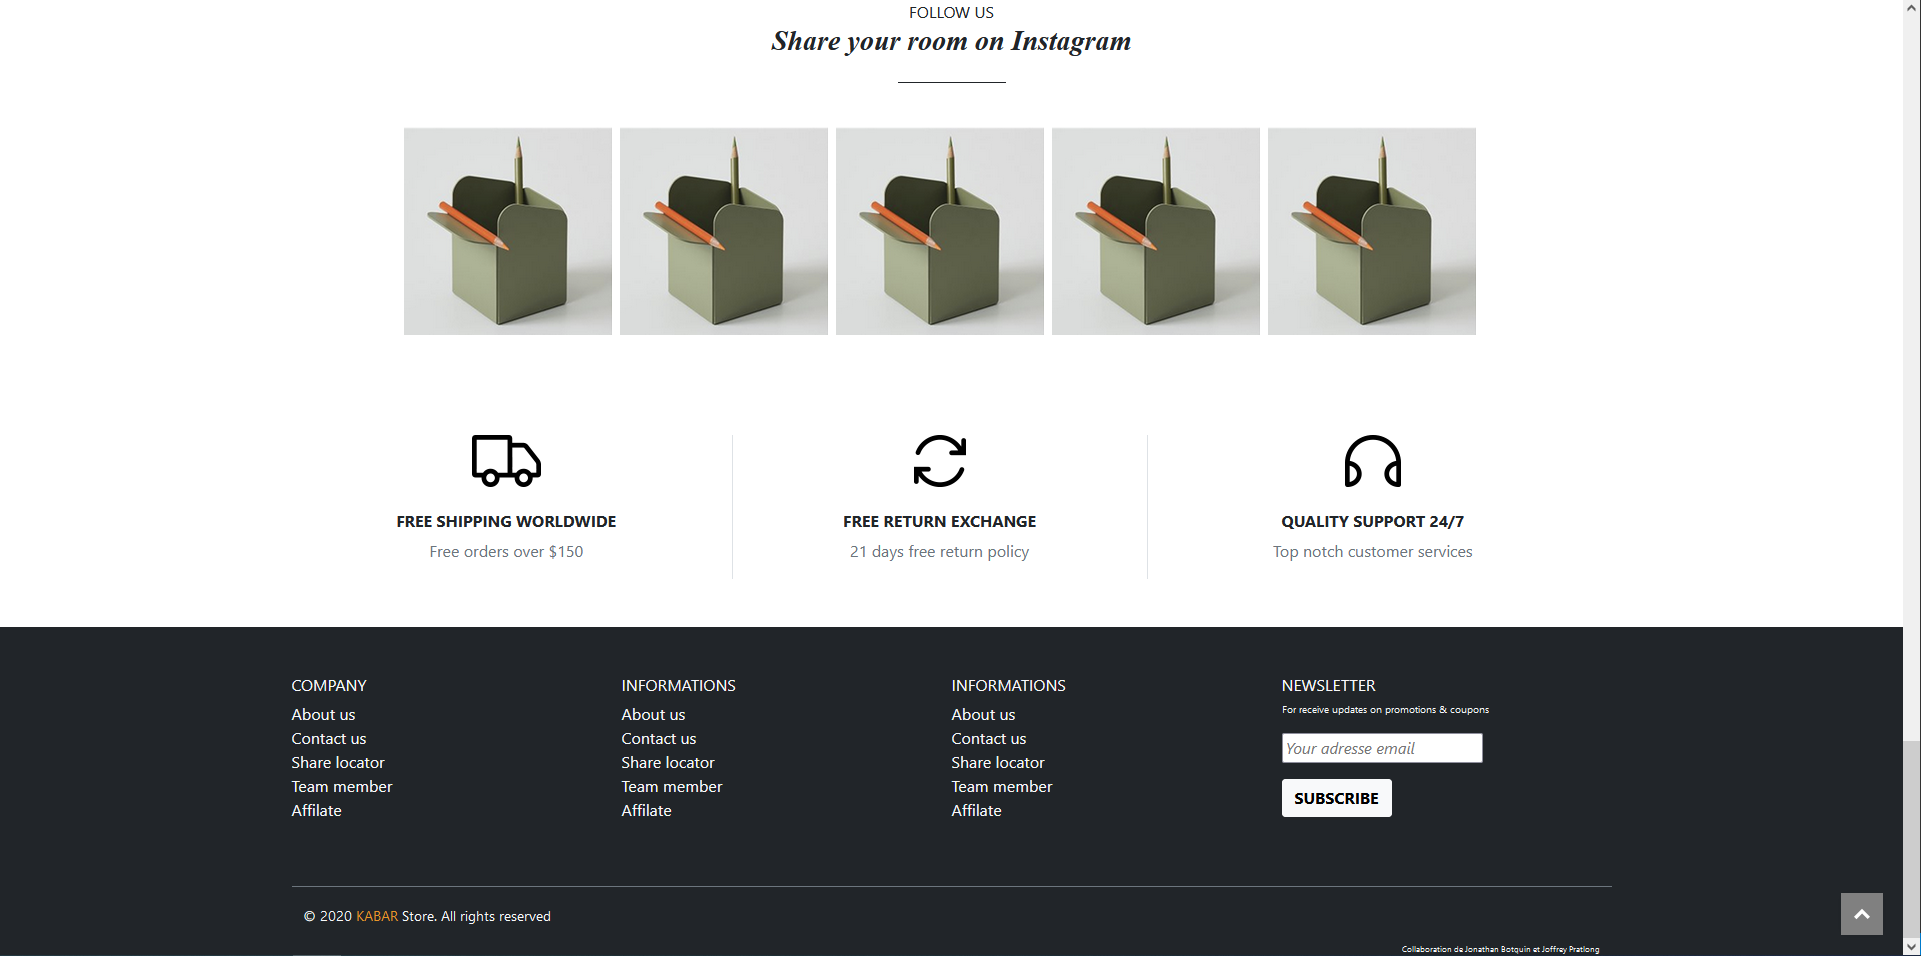 FOLLOW US
Share your room on Instagram
FREE SHIPPING WORLDWIDE
Free orders over $150
FREE RETURN EXCHANGE
21 days free return policy
QUALITY SUPPORT 24/7
Top notch customer services
COMPANY
About us
Contact us
Share locator
Team member
Affilate
INFORMATIONS
About us
Contact us
Share locator
Team member
Affilate
INFORMATIONS
About us
Contact us
Share locator
Team member
Affilate
NEWSLETTER
For receive updates on promotions & coupons
Your adresse email
SUBSCRIBE
© 2020 KABAR Store. All rights reserved
Collaboration de Jonathan Botquin et Joffrey Pratlong